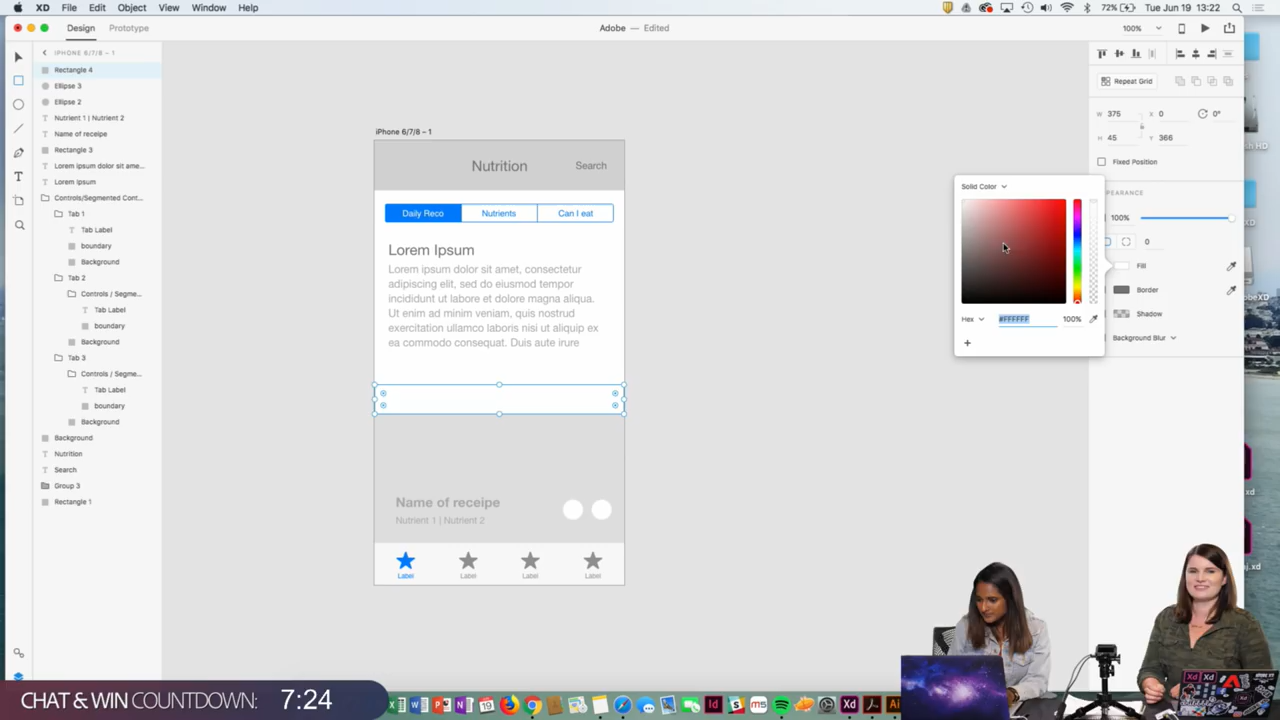 XD File Edit Object View Window Help
72% Tue Jun 19 13:22
Design Prototype
Adobe — Edited
100%
IPHONE 6/7/8 – 1
Rectangle 4
Ellipse 3
Ellipse 2
Nutrient 1 | Nutrient 2
Name of receipe
Rectangle 3
Lorem ipsum dolor sit ame...
Lorem Ipsum
Controls/Segmented Cont...
Tab 1
Tab Label
boundary
Background
Tab 2
Controls / Segme...
Tab Label
boundary
Background
Tab 3
Controls / Segme...
Tab Label
boundary
Background
Background
Nutrition
Search
Group 3
Rectangle 1
iPhone 6/7/8 – 1
Nutrition Search
Daily Reco Nutrients Can I eat
Lorem Ipsum
Lorem ipsum dolor sit amet, consectetur
adipiscing elit, sed do eiusmod tempor
incididunt ut labore et dolore magna aliqua.
Ut enim ad minim veniam, quis nostrud
exercitation ullamco laboris nisi ut aliquip ex
ea commodo consequat. Duis aute irure
Name of receipe
Nutrient 1 | Nutrient 2
Label Label Label Label
Solid Color
Hex #FFFFFF 100%
+
Repeat Grid
W 375 X 0 0°
H 45 Y 366
Fixed Position
PEARANCE
100%
0
Fill
Border
Shadow
Background Blur
CHAT & WIN COUNTDOWN: 7:24